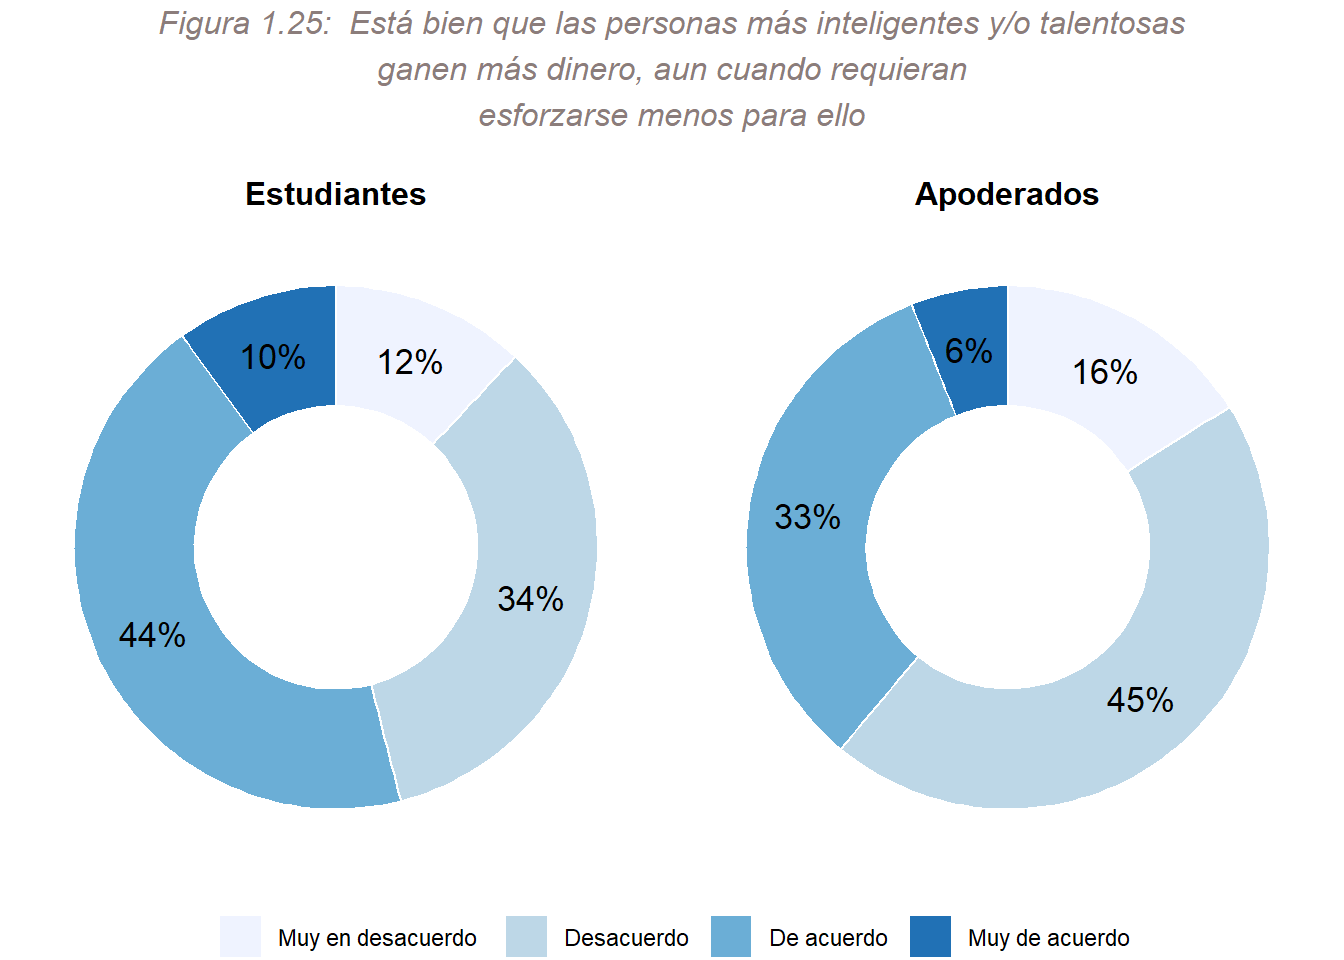 Figura 1.25:  Está bien que las personas más inteligentes y/o talentosas
ganen más dinero, aun cuando requieran
esforzarse menos para ello
Estudiantes
Apoderados
10%
12%
34%
44%
6%
16%
33%
45%
Muy en desacuerdo
Desacuerdo
De acuerdo
Muy de acuerdo